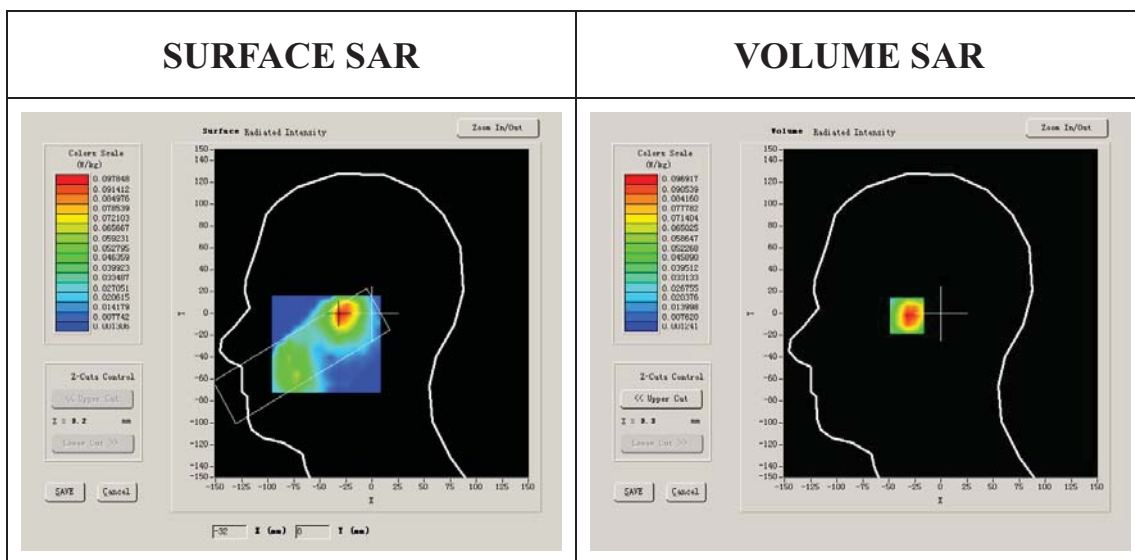 SURFACE SAR
VOLUME SAR
Surface Radiated Intensity
Zoom In/Out
Colors Scale
(W/kg)
0.097848
0.091412
0.084976
0.078539
0.072103
0.065667
0.059231
0.052795
0.046359
0.039923
0.033487
0.027051
0.020615
0.014179
0.007742
0.001306
150
120
100
80
60
40
20
0
-20
-40
-60
-80
-100
-120
-140
-150
Y
-150 -125 -100 -75 -50 -25 0 25 50 75 100 125 150
X
Z-Cuts Control
<< Upper Cut
mm
Lower Cut >>
SAVE
Cancel
-32 X (mm) 0 Y (mm)
Volume Radiated Intensity
Zoom In/Out
Colors Scale
(W/kg)
0.096917
0.090539
0.084160
0.077782
0.071404
0.065025
0.058647
0.052268
0.045890
0.039512
0.033133
0.026755
0.020376
0.013998
0.007620
0.001241
150
120
100
80
60
40
20
0
-20
-40
-60
-80
-100
-120
-140
-150
Y
-150 -125 -100 -75 -50 -25 0 25 50 75 100 125 150
X
Z-Cuts Control
<< Upper Cut
mm
Lower Cut >>
SAVE
Cancel